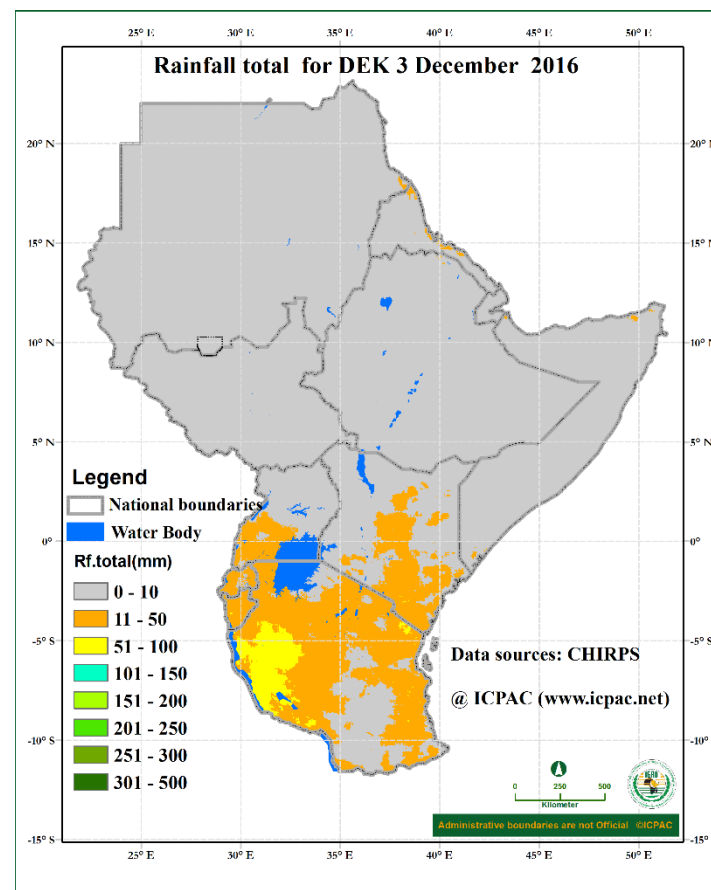 25° E 30° E 35° E 40° E 45° E 50° E
Rainfall total for DEK 3 December 2016
20° N 20° N
15° N 15° N
10° N 10° N
5° N 5° N
Legend
National boundaries
Water Body
0° 0°
Rf.total(mm)
0 - 10
11 - 50
51 - 100
101 - 150
151 - 200
201 - 250
251 - 300
301 - 500
-5° S -5° S
Data sources: CHIRPS
@ ICPAC (www.icpac.net)
-10° S -10° S
0 250 500
Kilometer
IGAD
Administrative boundaries are not Official ©ICPAC
-15° S -15° S
25° E 30° E 35° E 40° E 45° E 50° E